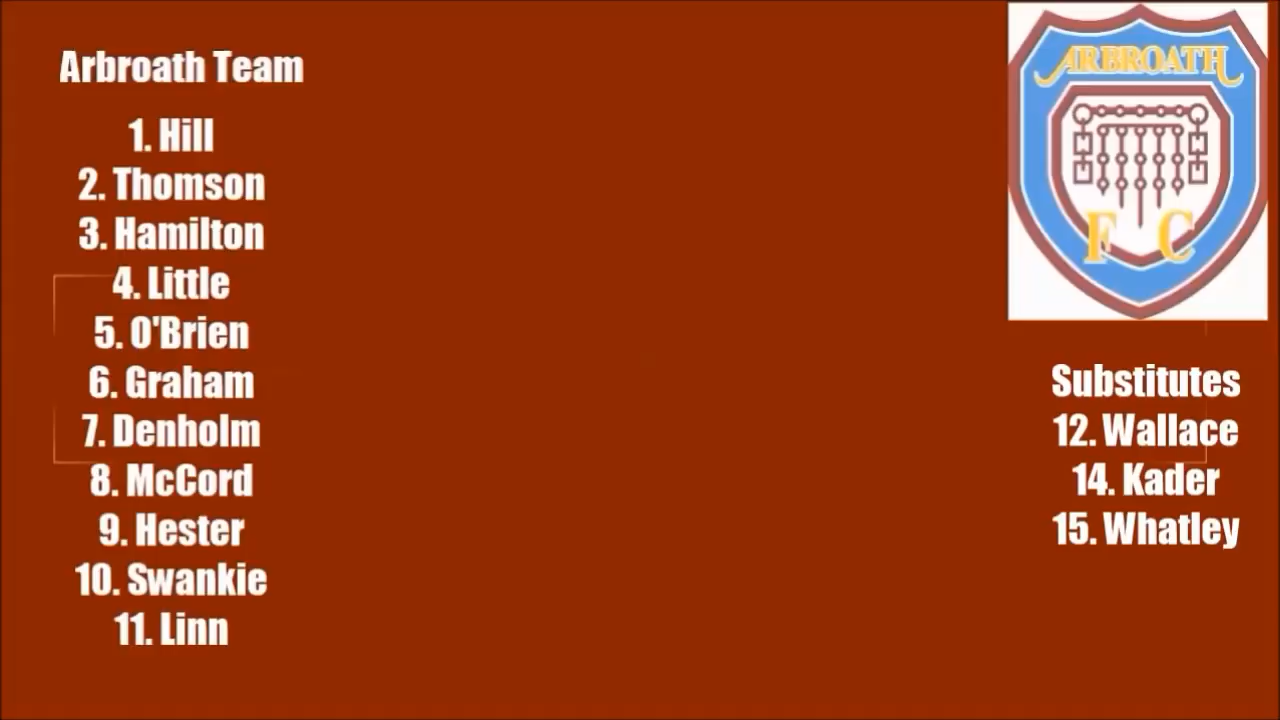 Arbroath Team
1. Hill
2. Thomson
3. Hamilton
4. Little
5. O'Brien
6. Graham
7. Denholm
8. McCord
9. Hester
10. Swankie
11. Linn
ARBROATH
F C
Substitutes
12. Wallace
14. Kader
15. Whatley